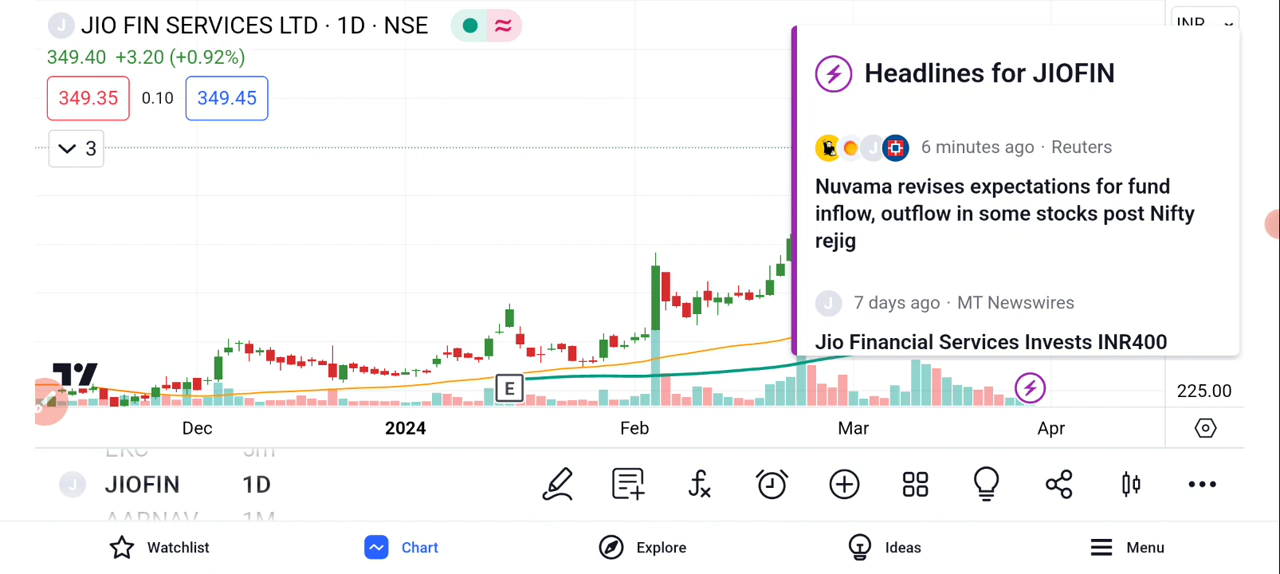 JIO FIN SERVICES LTD · 1D · NSE
349.40 +3.20 (+0.92%)
349.35 0.10 349.45
3
INR
Headlines for JIOFIN
6 minutes ago · Reuters
Nuvama revises expectations for fund
inflow, outflow in some stocks post Nifty
rejig
J 7 days ago · MT Newswires
Jio Financial Services Invests INR400
E
225.00
Dec 2024 Feb Mar Apr
J JIOFIN 1D
AARNAV 1M
Watchlist Chart Explore Ideas Menu